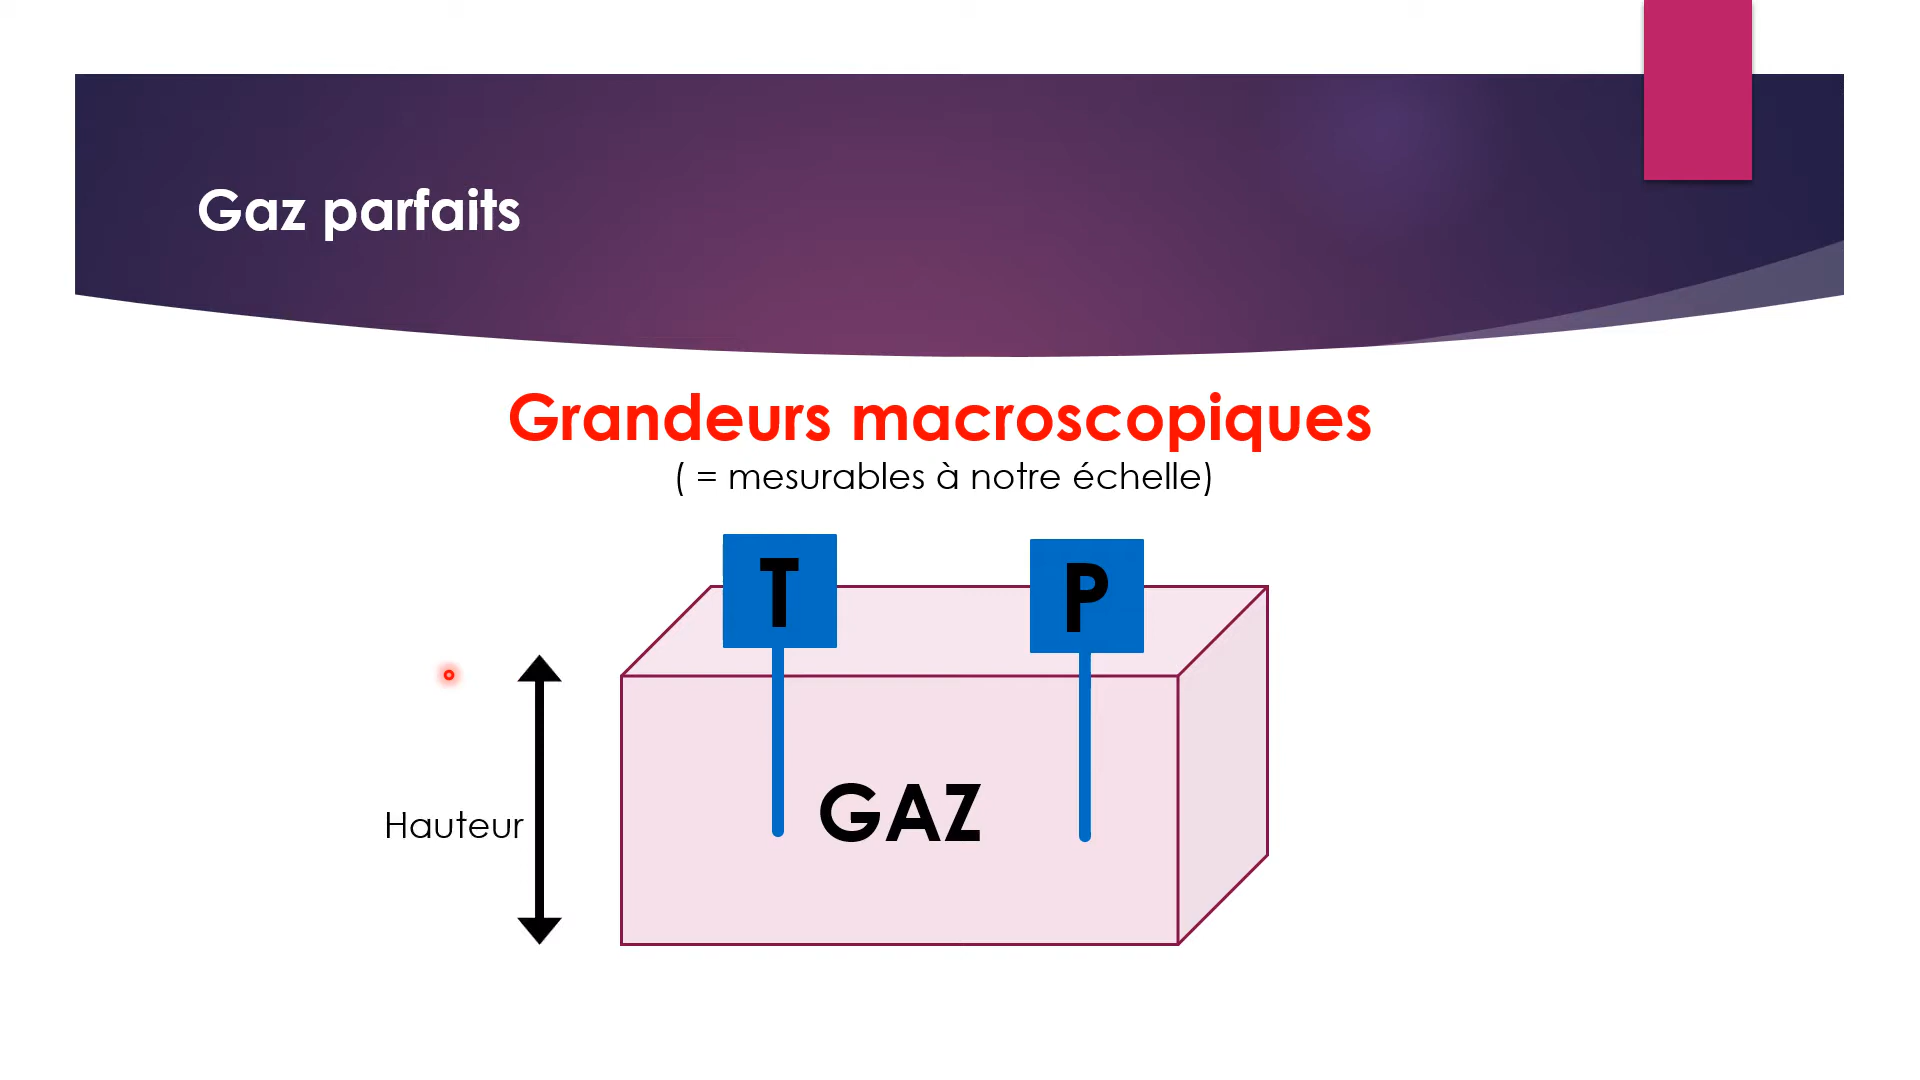 Gaz parfaits
Grandeurs macroscopiques
( = mesurables à notre échelle)
T
P
GAZ
Hauteur